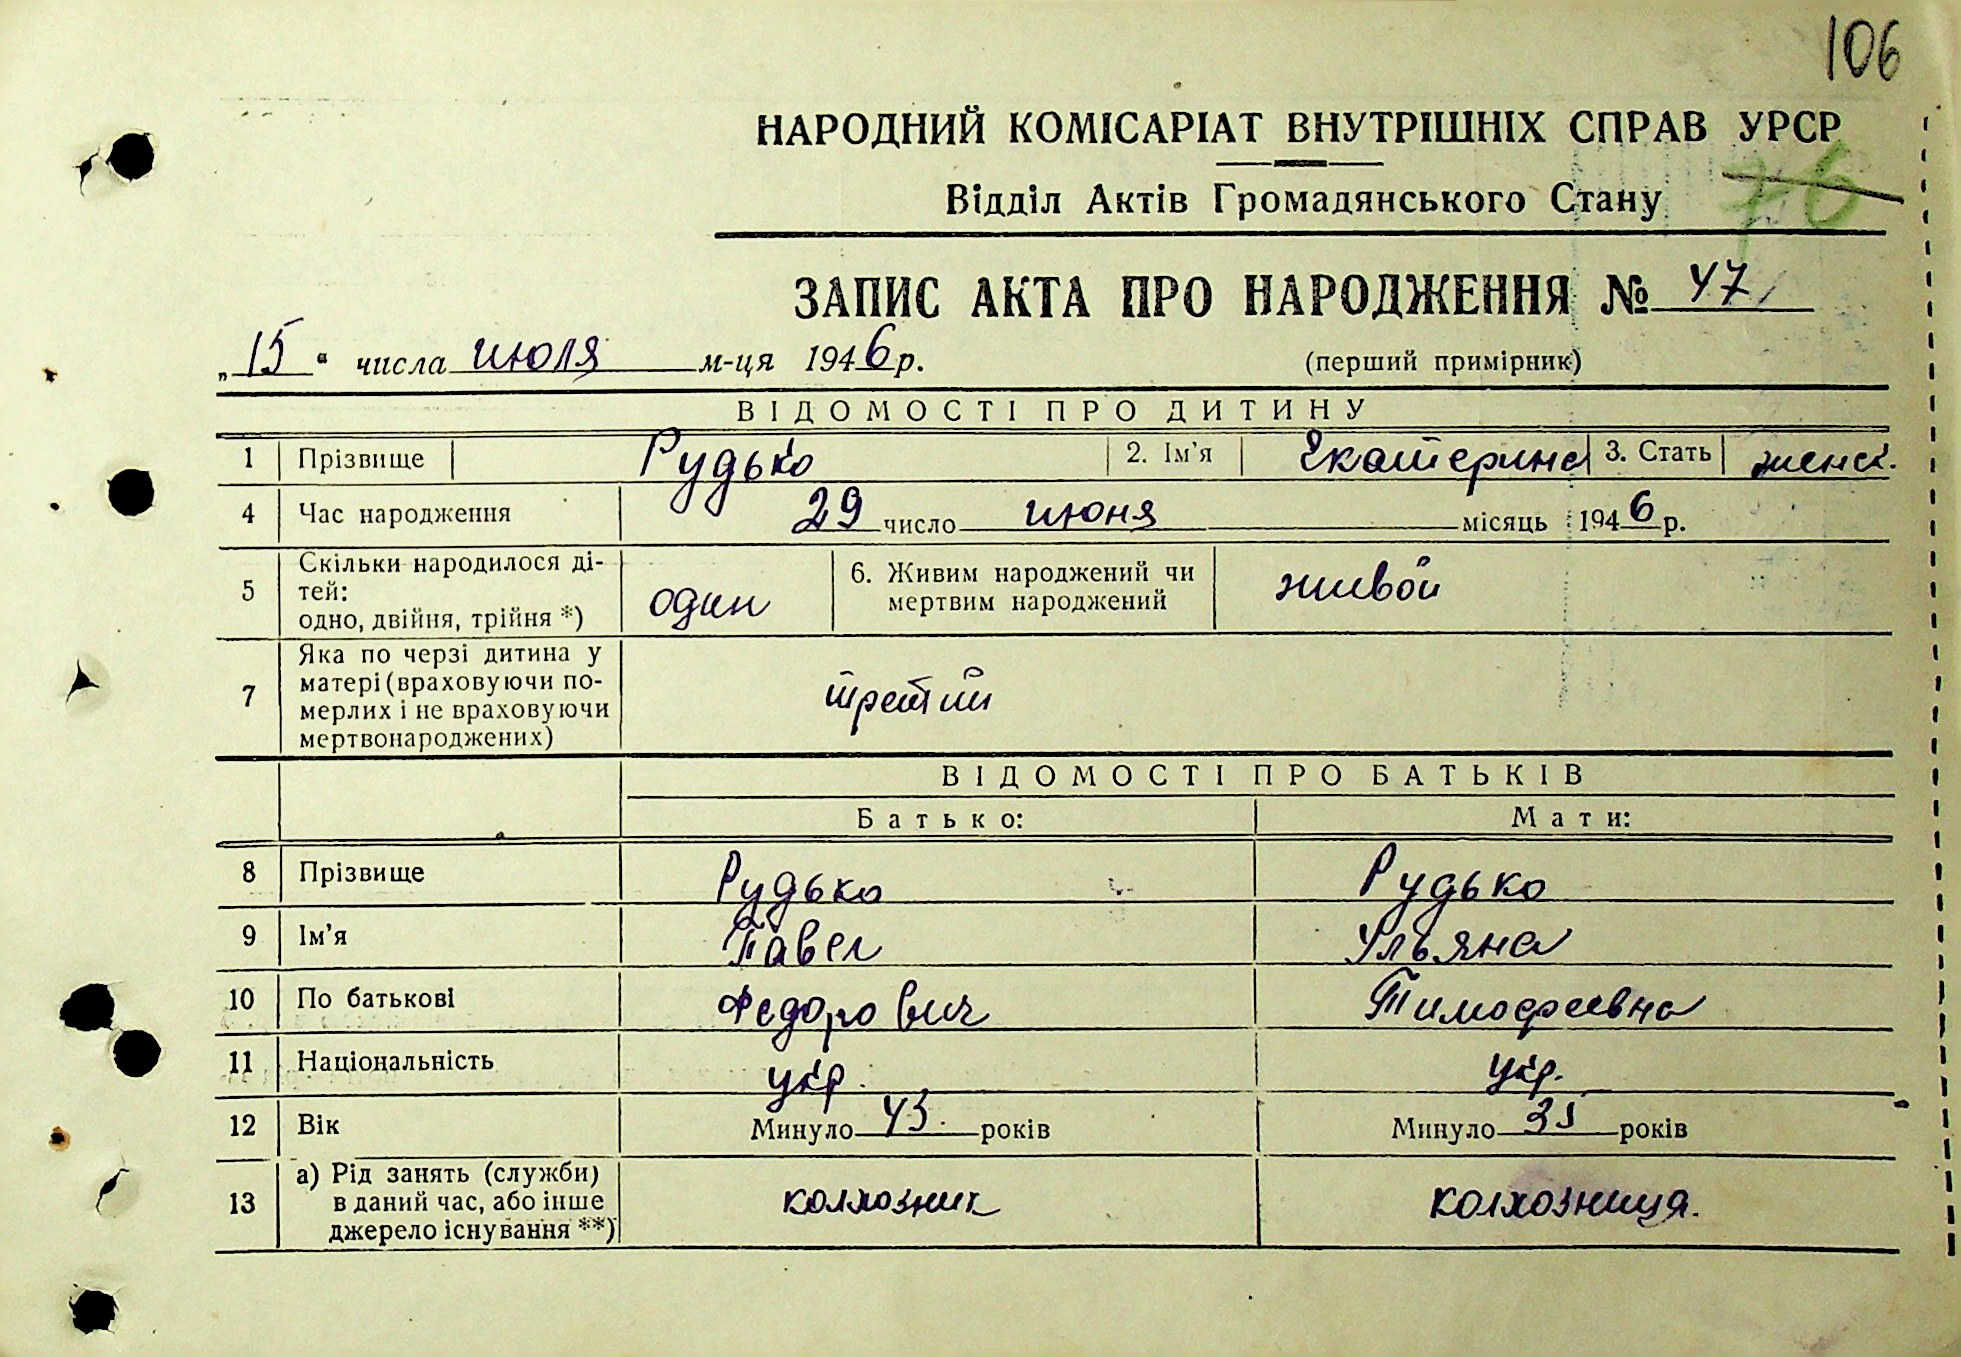 106
НАРОДНИЙ КОМІСАРІАТ ВНУТРІШНІХ СПРАВ УРСР
76
Відділ Актів Громадянського Стану
ЗАПИС АКТА ПРО НАРОДЖЕННЯ № 47
„15“ числа июля м-ця 1946 р.
(перший примірник)
ВІДОМОСТІ ПРО ДИТИНУ
1 Прізвище Рудько 2. Ім’я Екатерина 3. Стать женск.
4 Час народження 29 число июня місяць 1946 р.
5 Скільки народилося ді-
тей:
одно, двійня, трійня *) один
6. Живим народжений чи
мертвим народжений живой
7 Яка по черзі дитина у
матері (враховуючи по-
мерлих і не враховуючи
мертвонароджених) третий
ВІДОМОСТІ ПРО БАТЬКІВ
Батько: Мати:
8 Прізвище Рудько Рудько
9 Ім’я Павел Ульяна
10 По батькові Федорович Тимофеевна
11 Національність укр. укр.
12 Вік Минуло 43. років Минуло років
13 а) Рід занять (служби)
в даний час, або інше
джерело існування **) колхозник колхозница.